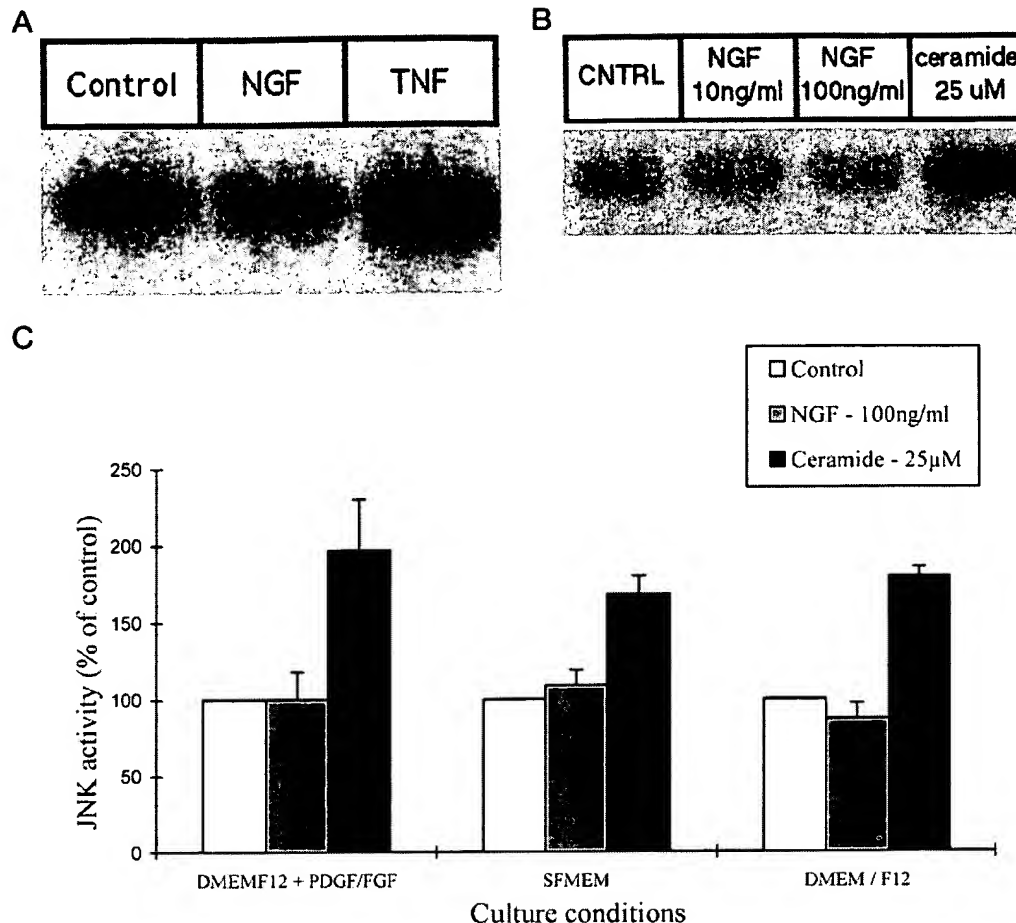 A
Control NGF TNF
B
CNTRL NGF 10ng/ml NGF 100ng/ml ceramide 25 uM
C
Control
NGF - 100ng/ml
Ceramide - 25µM
JNK activity (% of control)
250
200
150
100
50
0
DMEMF12 + PDGF/FGF SFMEM DMEM / F12
Culture conditions